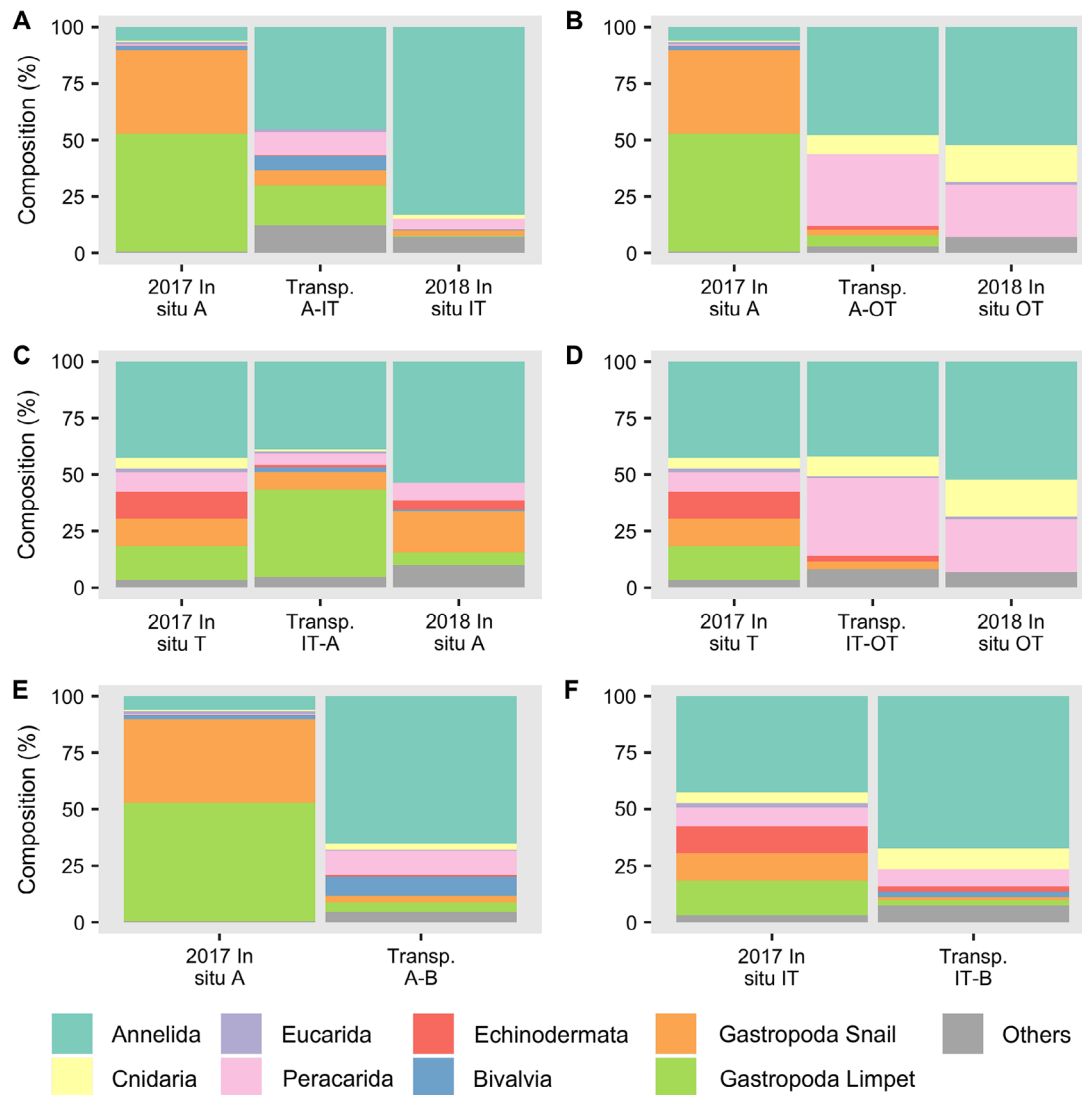 A
B
Composition (%)
100
75
50
25
0
100
75
50
25
0
2017 In
situ A
Transp.
A-IT
2018 In
situ IT
2017 In
situ A
Transp.
A-OT
2018 In
situ OT
C
D
Composition (%)
100
75
50
25
0
100
75
50
25
0
2017 In
situ T
Transp.
IT-A
2018 In
situ A
2017 In
situ T
Transp.
IT-OT
2018 In
situ OT
E
F
Composition (%)
100
75
50
25
0
100
75
50
25
0
2017 In
situ A
Transp.
A-B
2017 In
situ IT
Transp.
IT-B
Annelida
Eucarida
Echinodermata
Gastropoda Snail
Others
Cnidaria
Peracarida
Bivalvia
Gastropoda Limpet